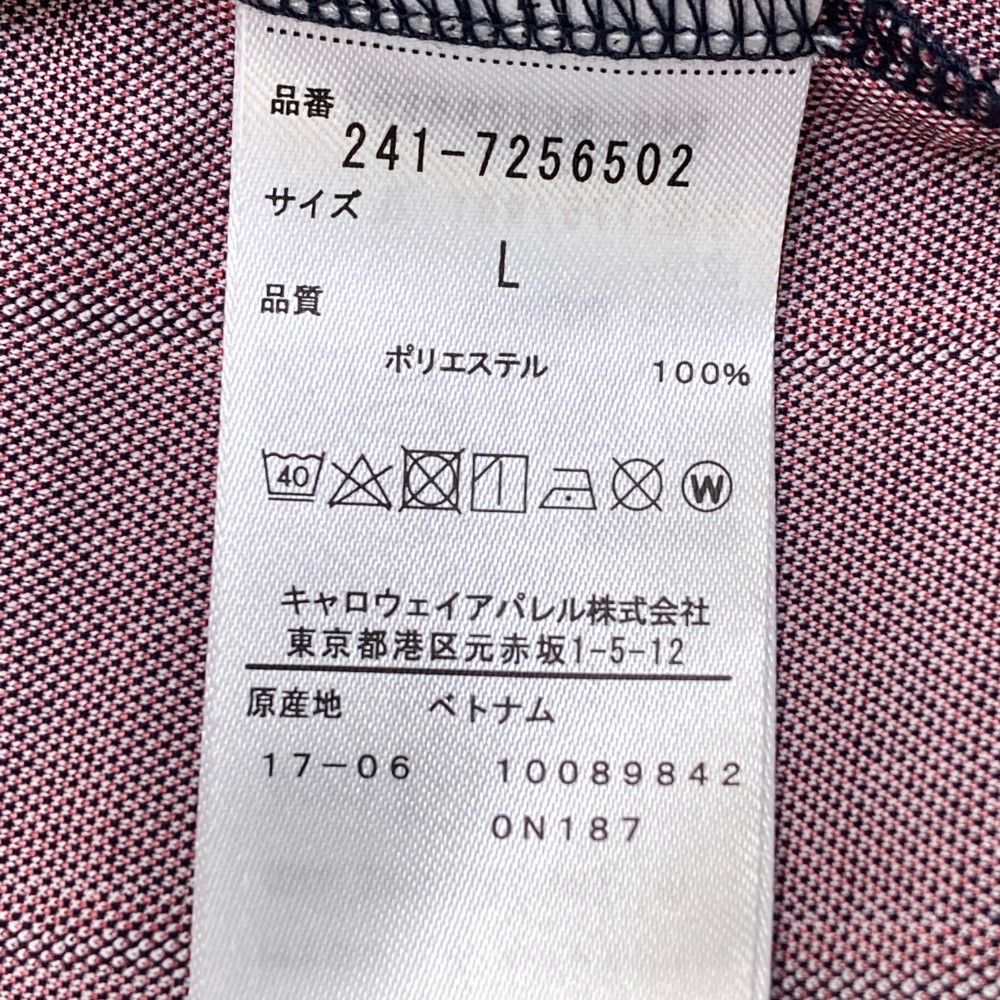 品番
241-7256502
サイズ
L
品質
ポリエステル 100%
40 W
キャロウェイアパレル株式会社
東京都港区元赤坂1-5-12
原産地 ベトナム
17-06 10089842
0N187